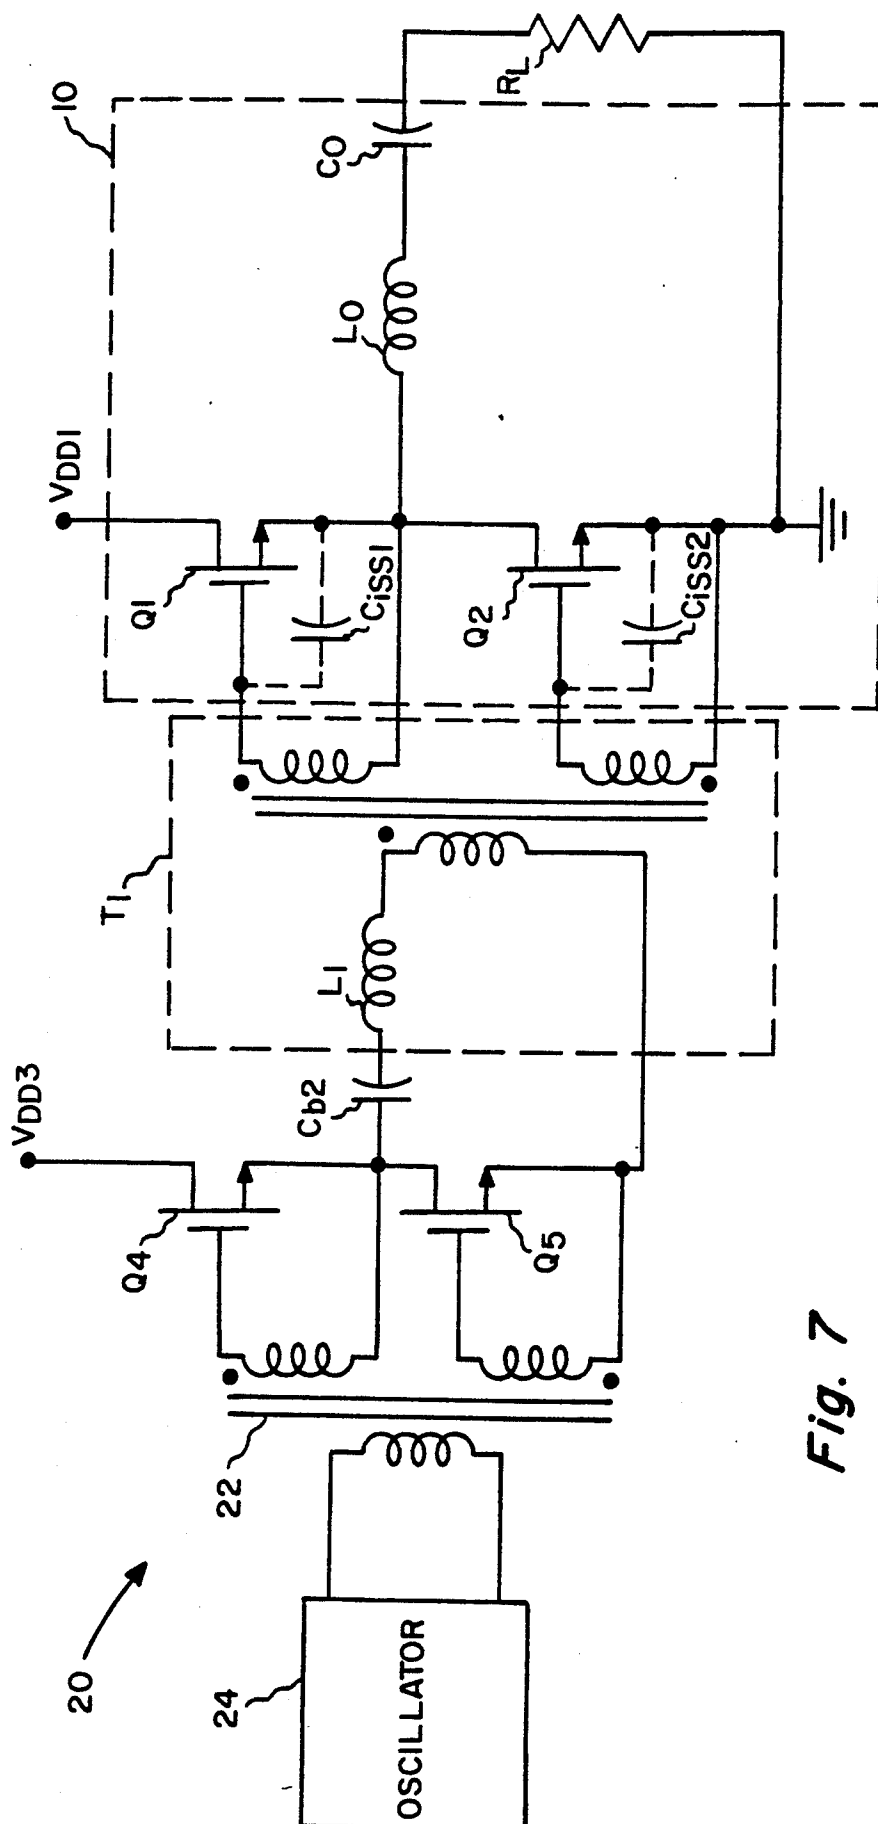 20
24
OSCILLATOR
22
Q4
VDD3
Q5
Cb2
L1
T1
Q1
VDD1
CiSS1
Q2
CiSS2
LO
CO
10
RL
Fig. 7